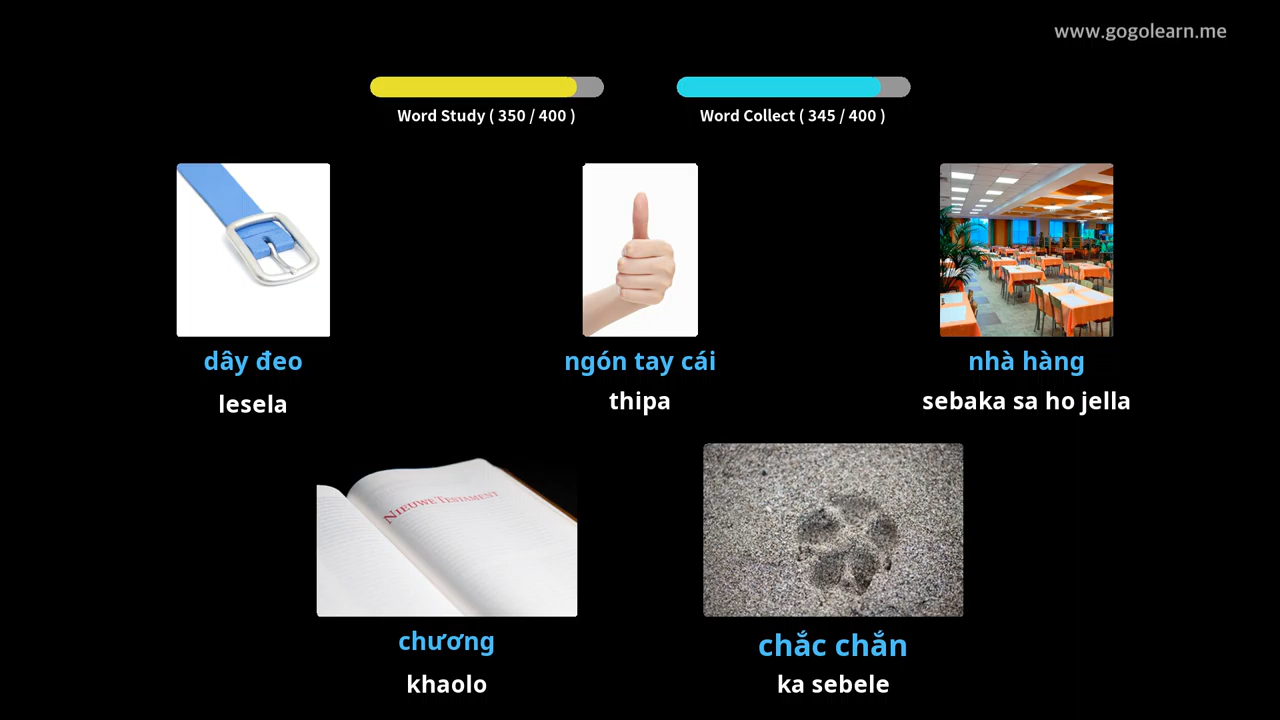 www.gogolearn.me
Word Study ( 350 / 400 )
Word Collect ( 345 / 400 )
dây đeo
lesela
ngón tay cái
thipa
nhà hàng
sebaka sa ho jella
NIEUWE TESTAMENT
chương
khaolo
chắc chắn
ka sebele